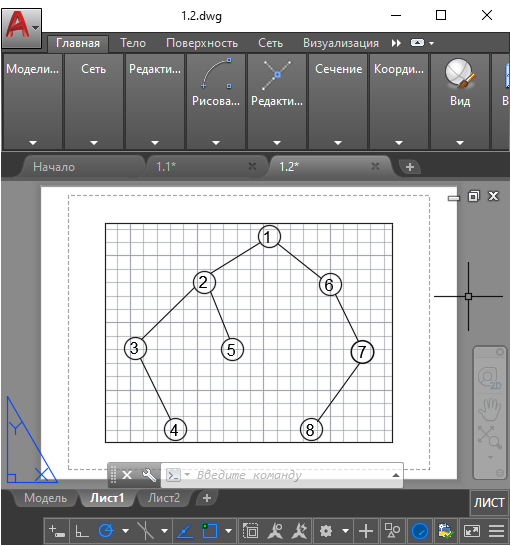 1.2.dwg
Главная Тело Поверхность Сеть Визуализация
Модели... Сеть Редакти... Рисова... Редакти... Сечение Коорди... Вид В
Начало 1.1* 1.2*
1
2
6
3
5
7
4
8
2D
Y
X
Введите команду
Модель Лист1 Лист2
ЛИСТ